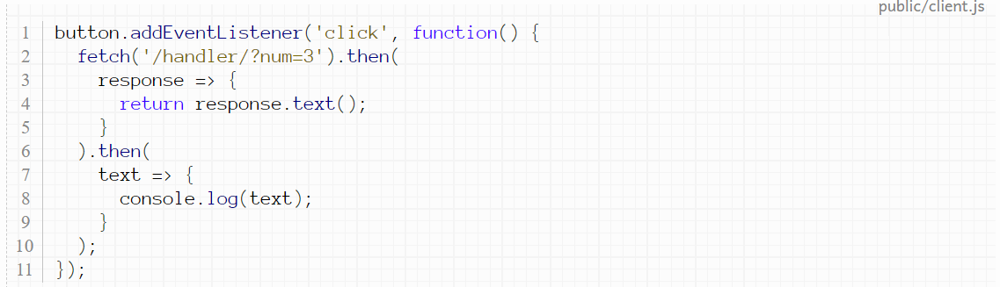 public/client.js
1 button.addEventListener('click', function() {
2   fetch('/handler/?num=3').then(
3     response => {
4       return response.text();
5     }
6   ).then(
7     text => {
8       console.log(text);
9     }
10   );
11 });